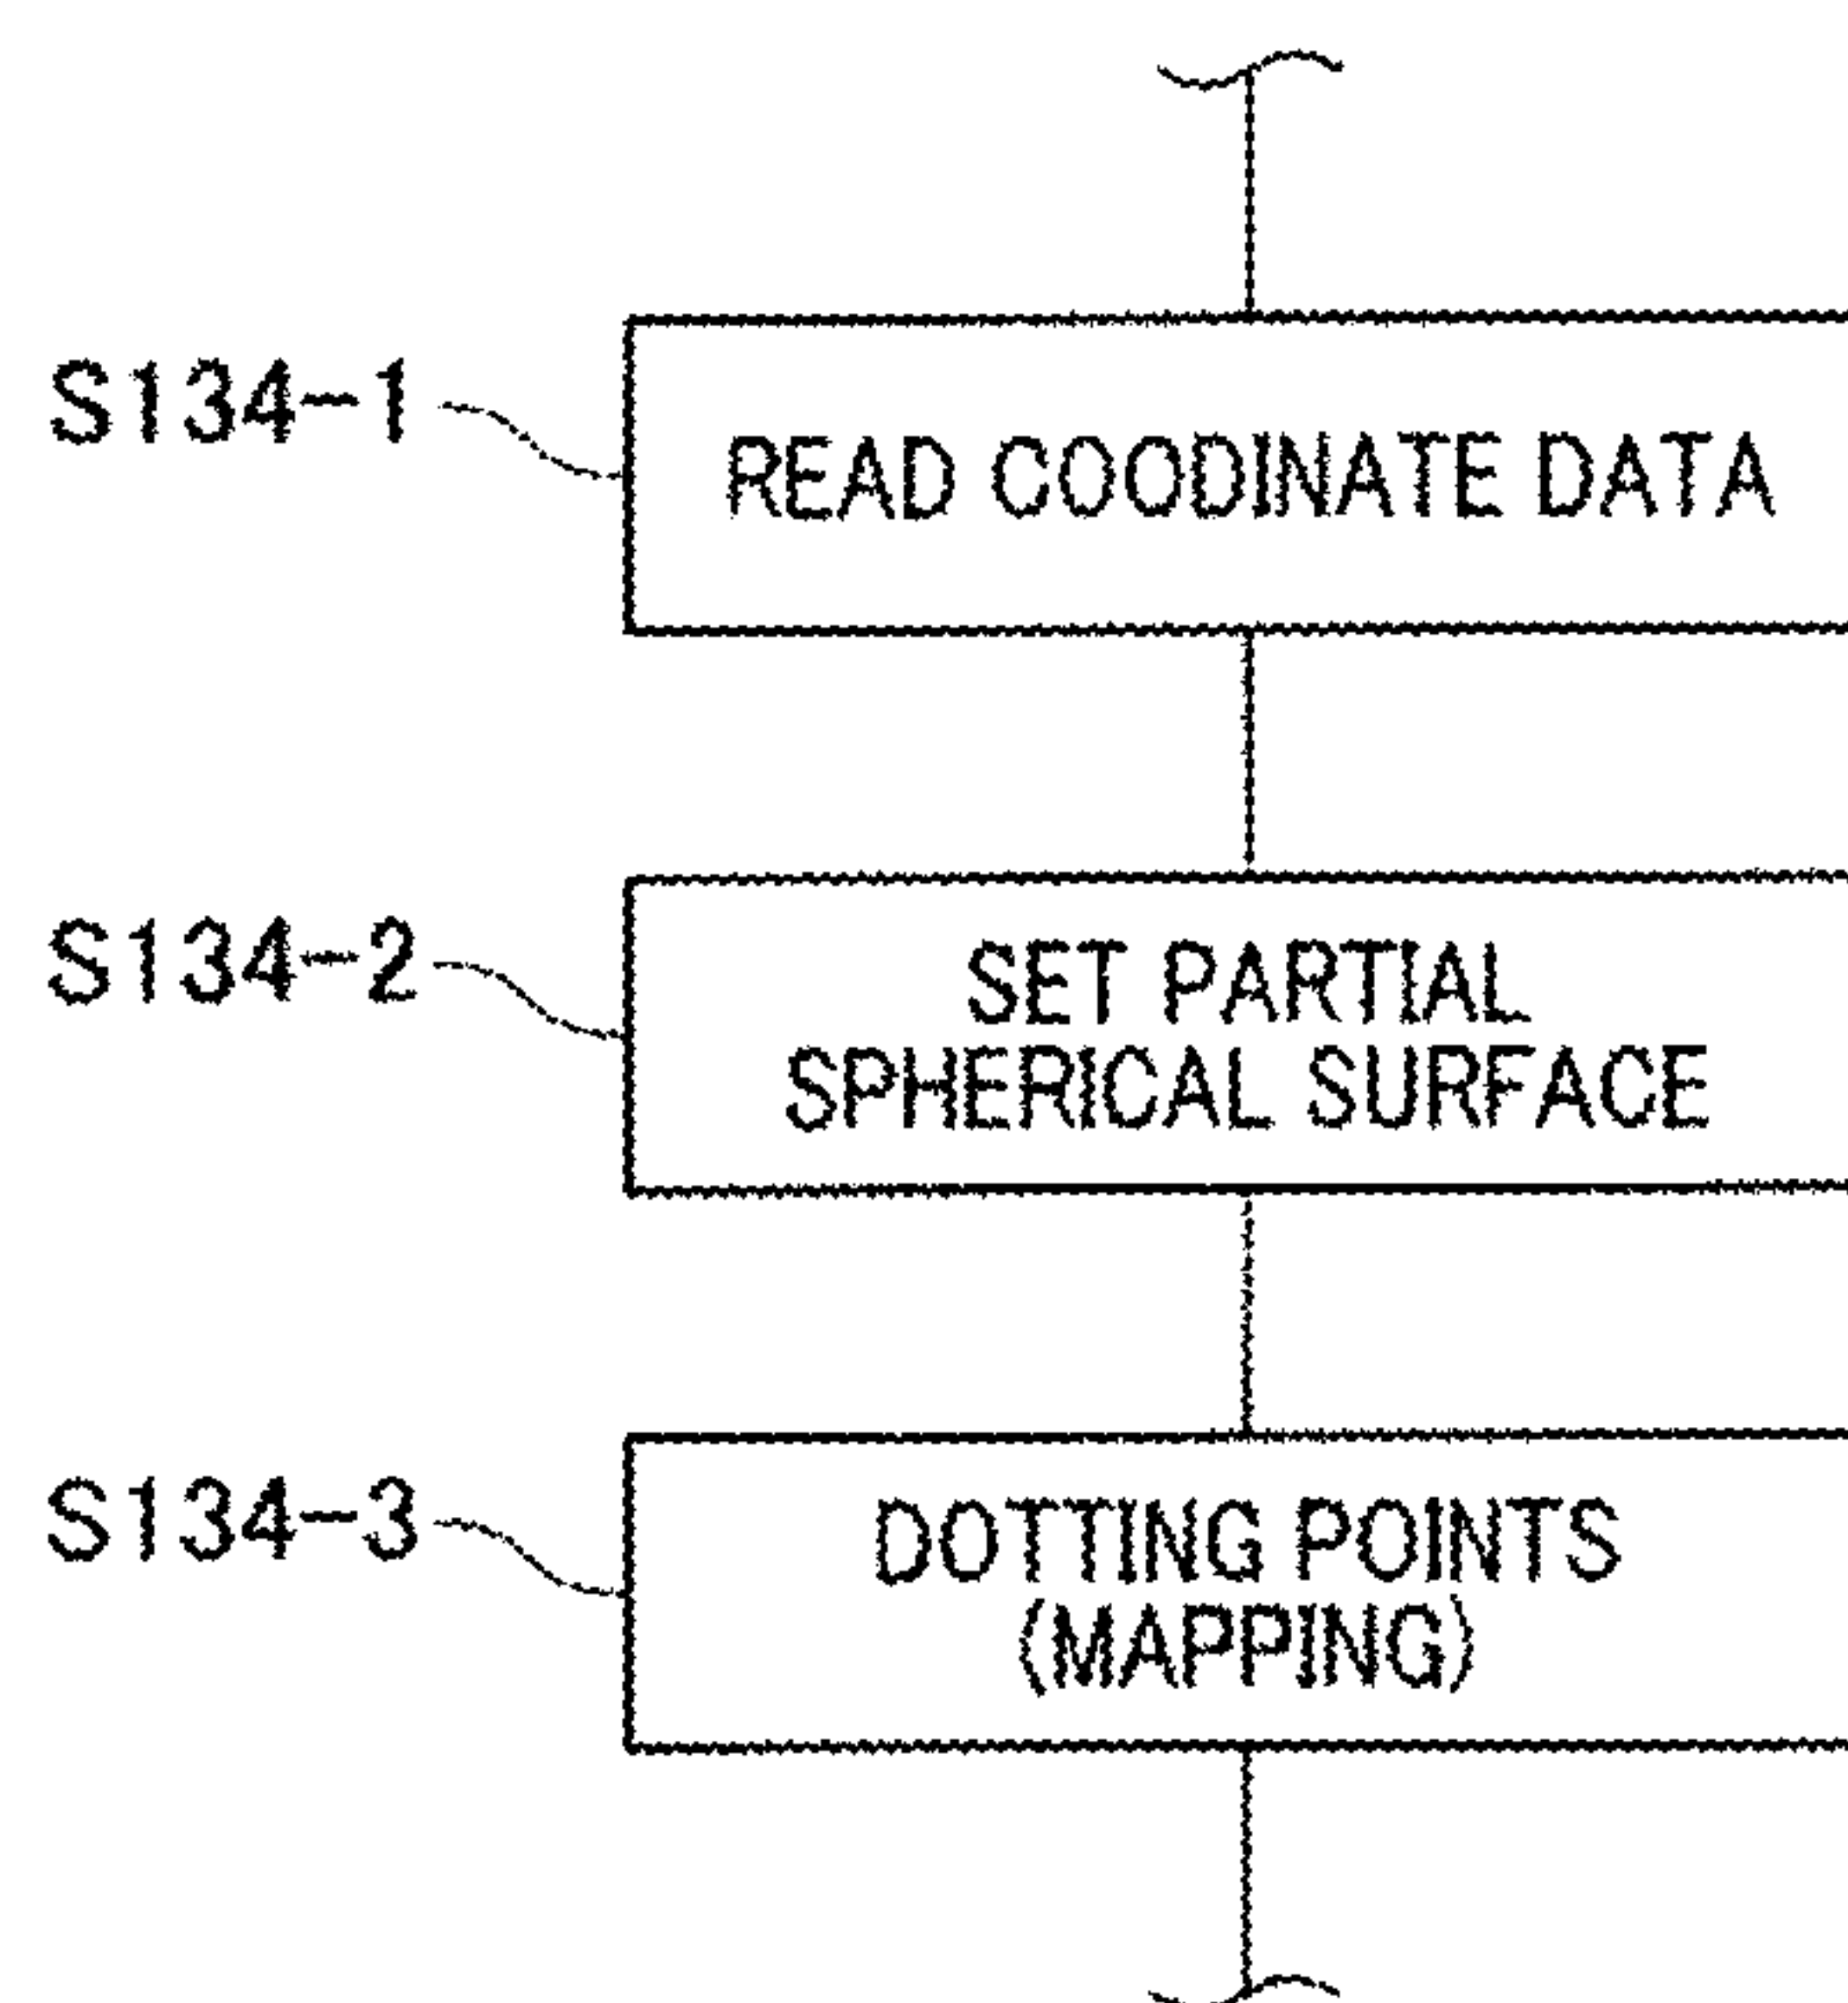 S134-1
READ COODINATE DATA
S134-2
SET PARTIAL
SPHERICAL SURFACE
S134-3
DOTTING POINTS
(MAPPING)